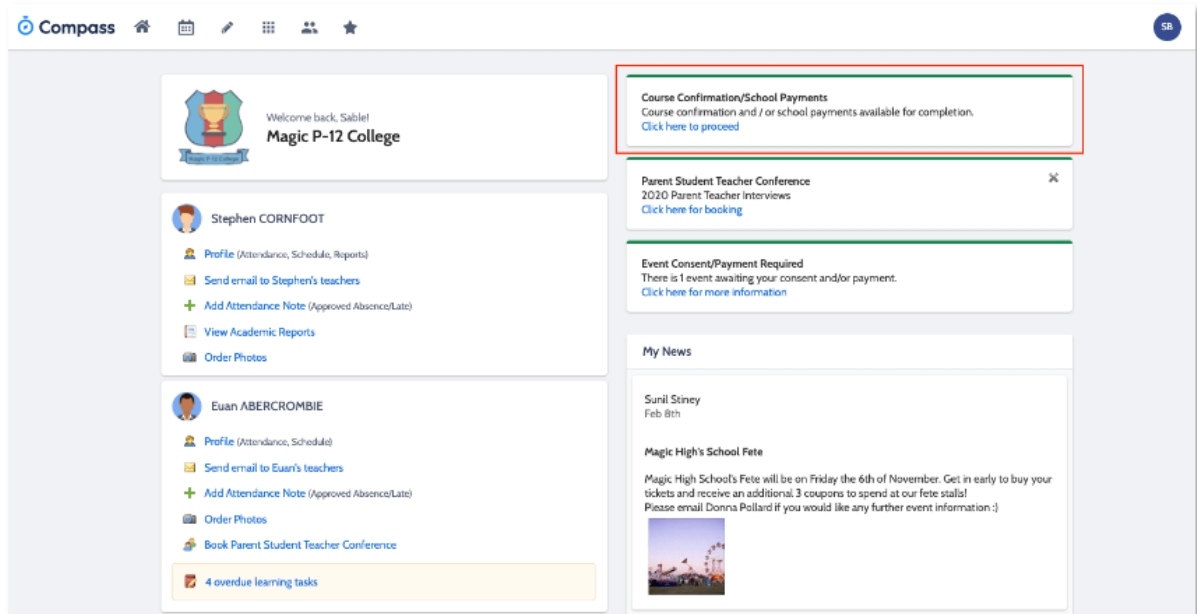 Compass
SB
Welcome back, Sable!
Magic P-12 College
Magic P-12 College
Stephen CORNFOOT
Profile (Attendance, Schedule, Reports)
Send email to Stephen's teachers
Add Attendance Note (Approved Absence/Late)
View Academic Reports
Order Photos
Euan ABERCROMBIE
Profile (Attendance, Schedule)
Send email to Euan's teachers
Add Attendance Note (Approved Absence/Late)
Order Photos
Book Parent Student Teacher Conference
4 overdue learning tasks
Course Confirmation/School Payments
Course confirmation and / or school payments available for completion.
Click here to proceed
Parent Student Teacher Conference
2020 Parent Teacher Interviews
Click here for booking
Event Consent/Payment Required
There is 1 event awaiting your consent and/or payment.
Click here for more information
My News
Sunil Stiney
Feb 8th
Magic High's School Fete
Magic High School's Fete will be on Friday the 6th of November. Get in early to buy your
tickets and receive an additional 3 coupons to spend at our fete stalls!
Please email Donna Pollard if you would like any further event information :)